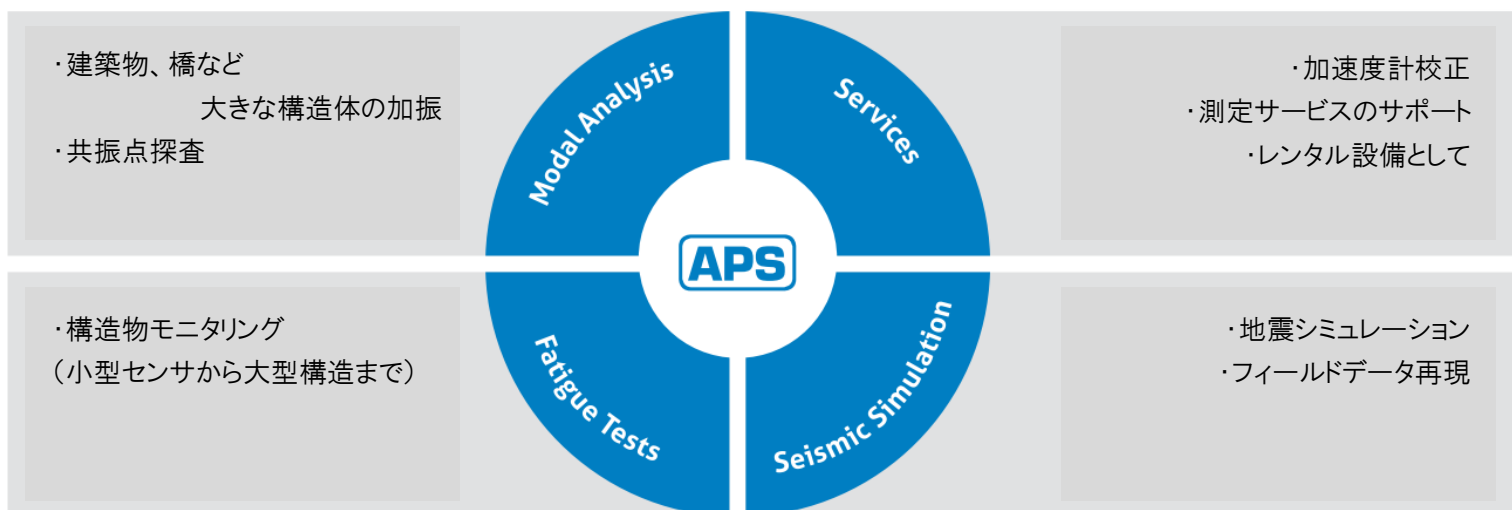 ・建築物、橋など
大きな構造体の加振
・共振点探査
Modal Analysis
Services
・加速度計校正
・測定サービスのサポート
・レンタル設備として
APS
・構造物モニタリング
（小型センサから大型構造まで）
Fatigue Tests
Seismic Simulation
・地震シミュレーション
・フィールドデータ再現